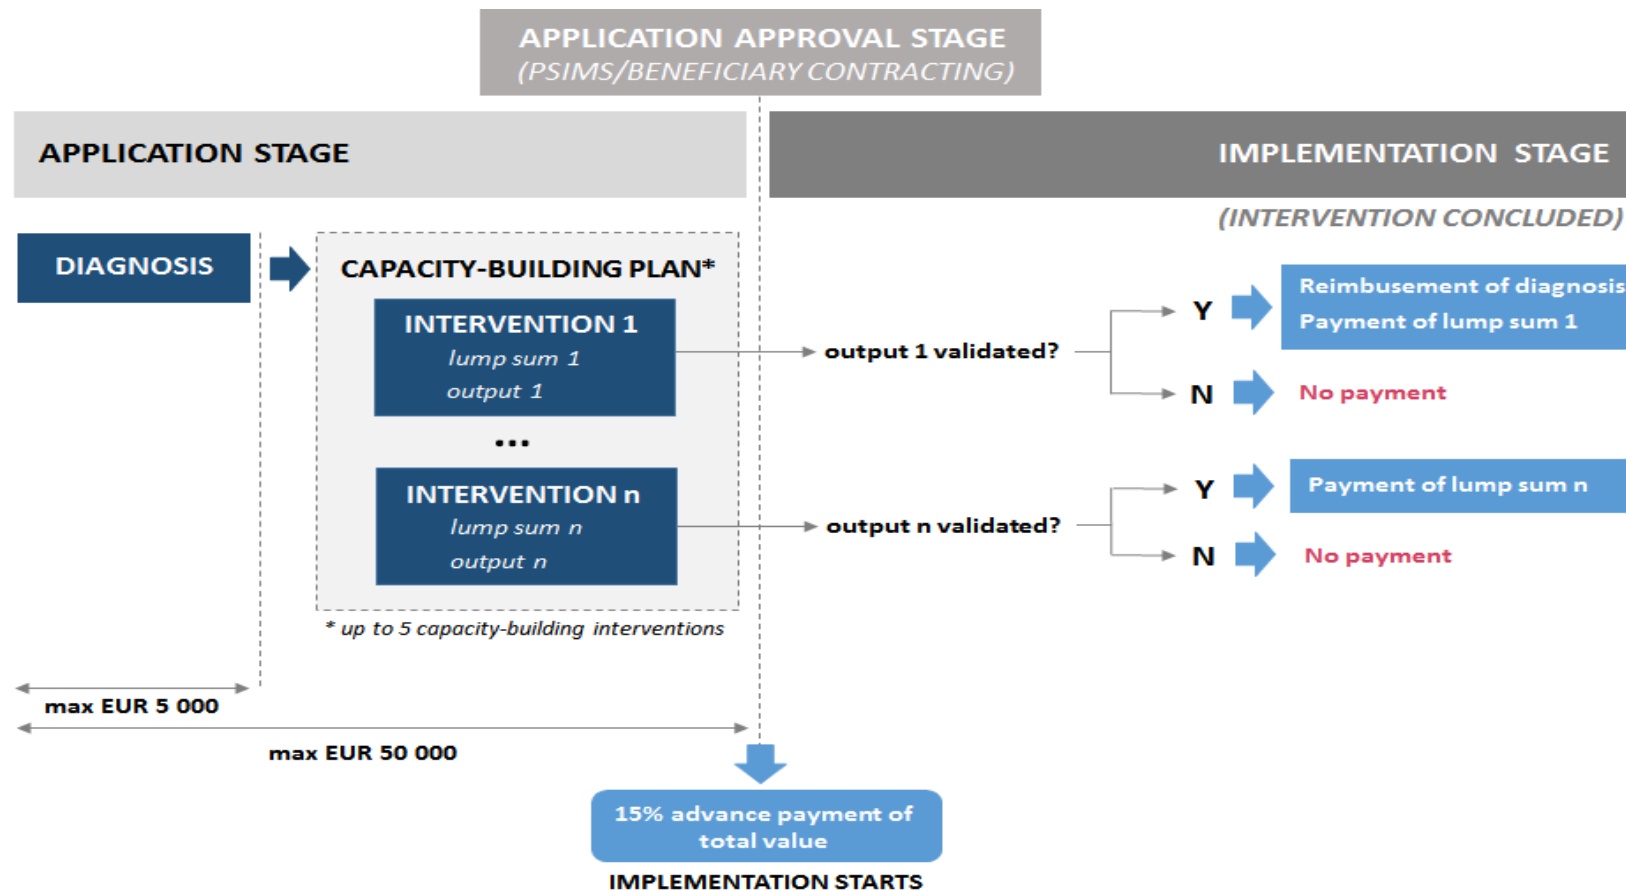 APPLICATION APPROVAL STAGE
(PSIMS/BENEFICIARY CONTRACTING)
APPLICATION STAGE
IMPLEMENTATION STAGE
(INTERVENTION CONCLUDED)
DIAGNOSIS
CAPACITY-BUILDING PLAN*
INTERVENTION 1
lump sum 1
output 1
...
INTERVENTION n
lump sum n
output n
* up to 5 capacity-building interventions
output 1 validated?
Y
Reimbusement of diagnosis
Payment of lump sum 1
N
No payment
output n validated?
Y
Payment of lump sum n
N
No payment
max EUR 5 000
max EUR 50 000
15% advance payment of
total value
IMPLEMENTATION STARTS